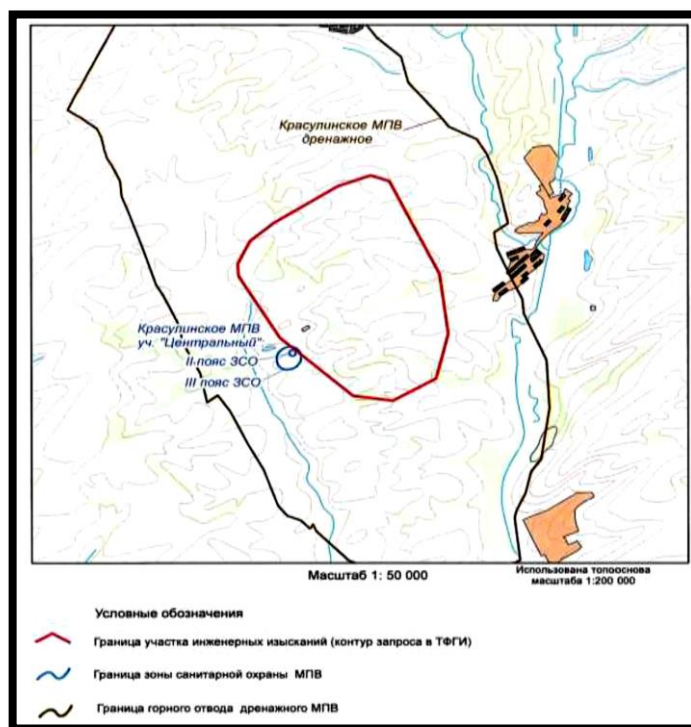 Красулинское МПВ
дренажное
Красулинское МПВ
уч. "Центральный"
II пояс ЗСО
III пояс ЗСО
Масштаб 1: 50 000
Использована топооснова
масштаба 1:200 000
Условные обозначения
Граница участка инженерных изысканий (контур запроса в ТФГИ)
Граница зоны санитарной охраны МПВ
Граница горного отвода дренажного МПВ